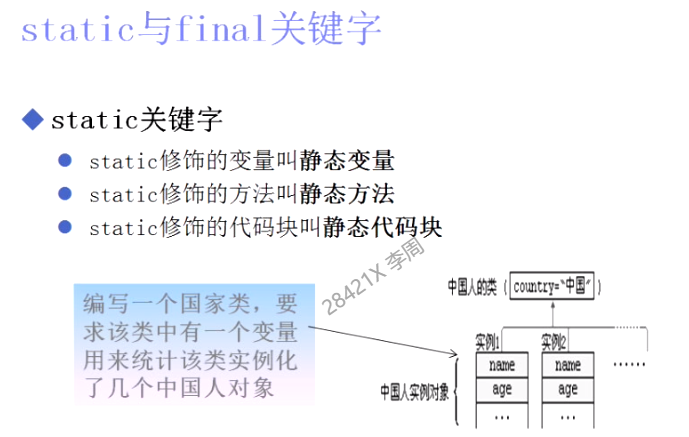 static与final关键字
static关键字
static修饰的变量叫静态变量
static修饰的方法叫静态方法
static修饰的代码块叫静态代码块
28421X 李周
编写一个国家类，要
求该类中有一个变量
用来统计该类实例化
了几个中国人对象
中国人的类 ( country="中国" )
实例1 实例2
name name ......
age age
中国人实例对象
... ...